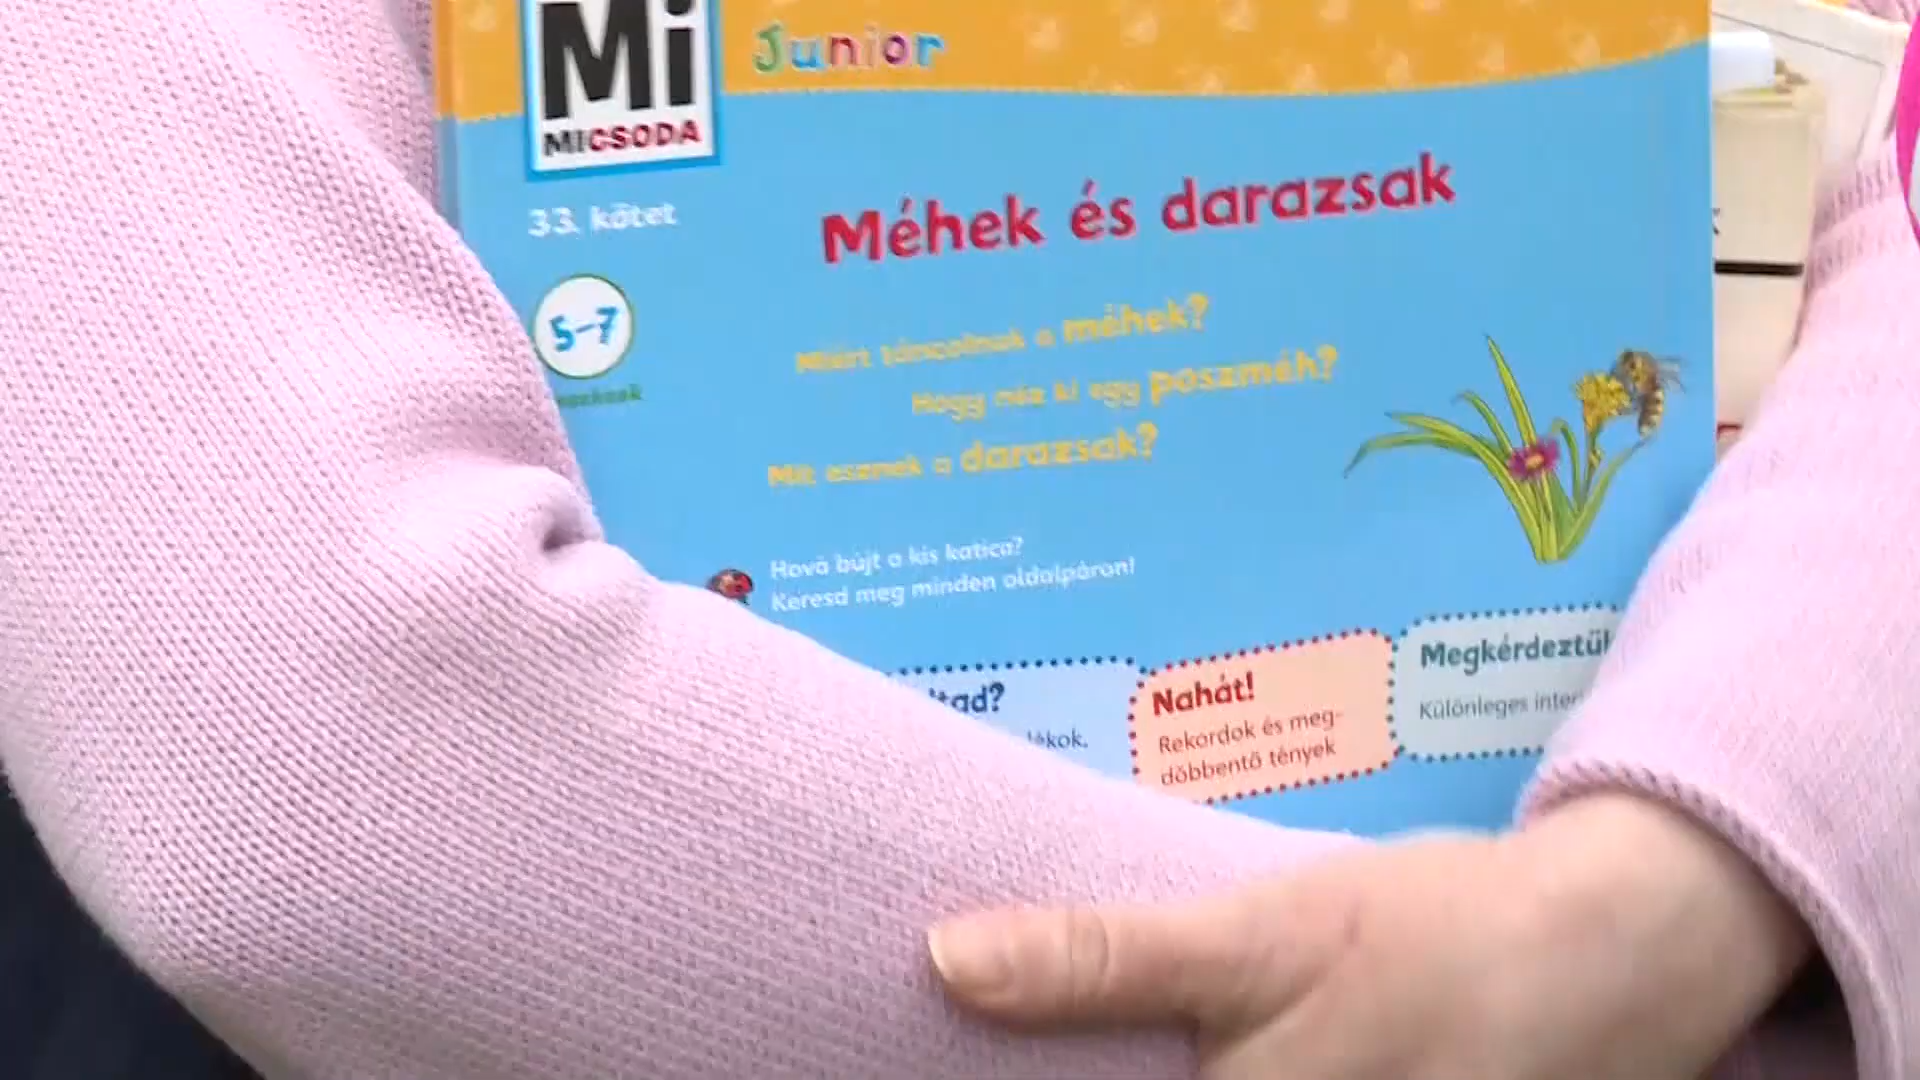 Mi
MICSODA
Junior
33. kötet
Méhek és darazsak
5–7
Miért táncolnak a méhek?
Hogy néz ki egy poszméh?
Mit esznek a darazsak?
Hová bújt a kis katica?
Keresd meg minden oldalpáron!
Nahát!
Rekordok és meg-
döbbentő tények
Megkérdeztük
Különleges